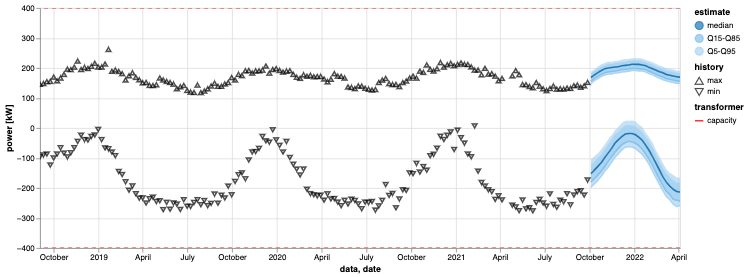 400
300
200
100
0
−100
−200
−300
−400
power [kW]
October 2019 April July October 2020 April July October 2021 April July October 2022 April
data, date
estimate
median
Q15-Q85
Q5-Q95
history
max
min
transformer
capacity